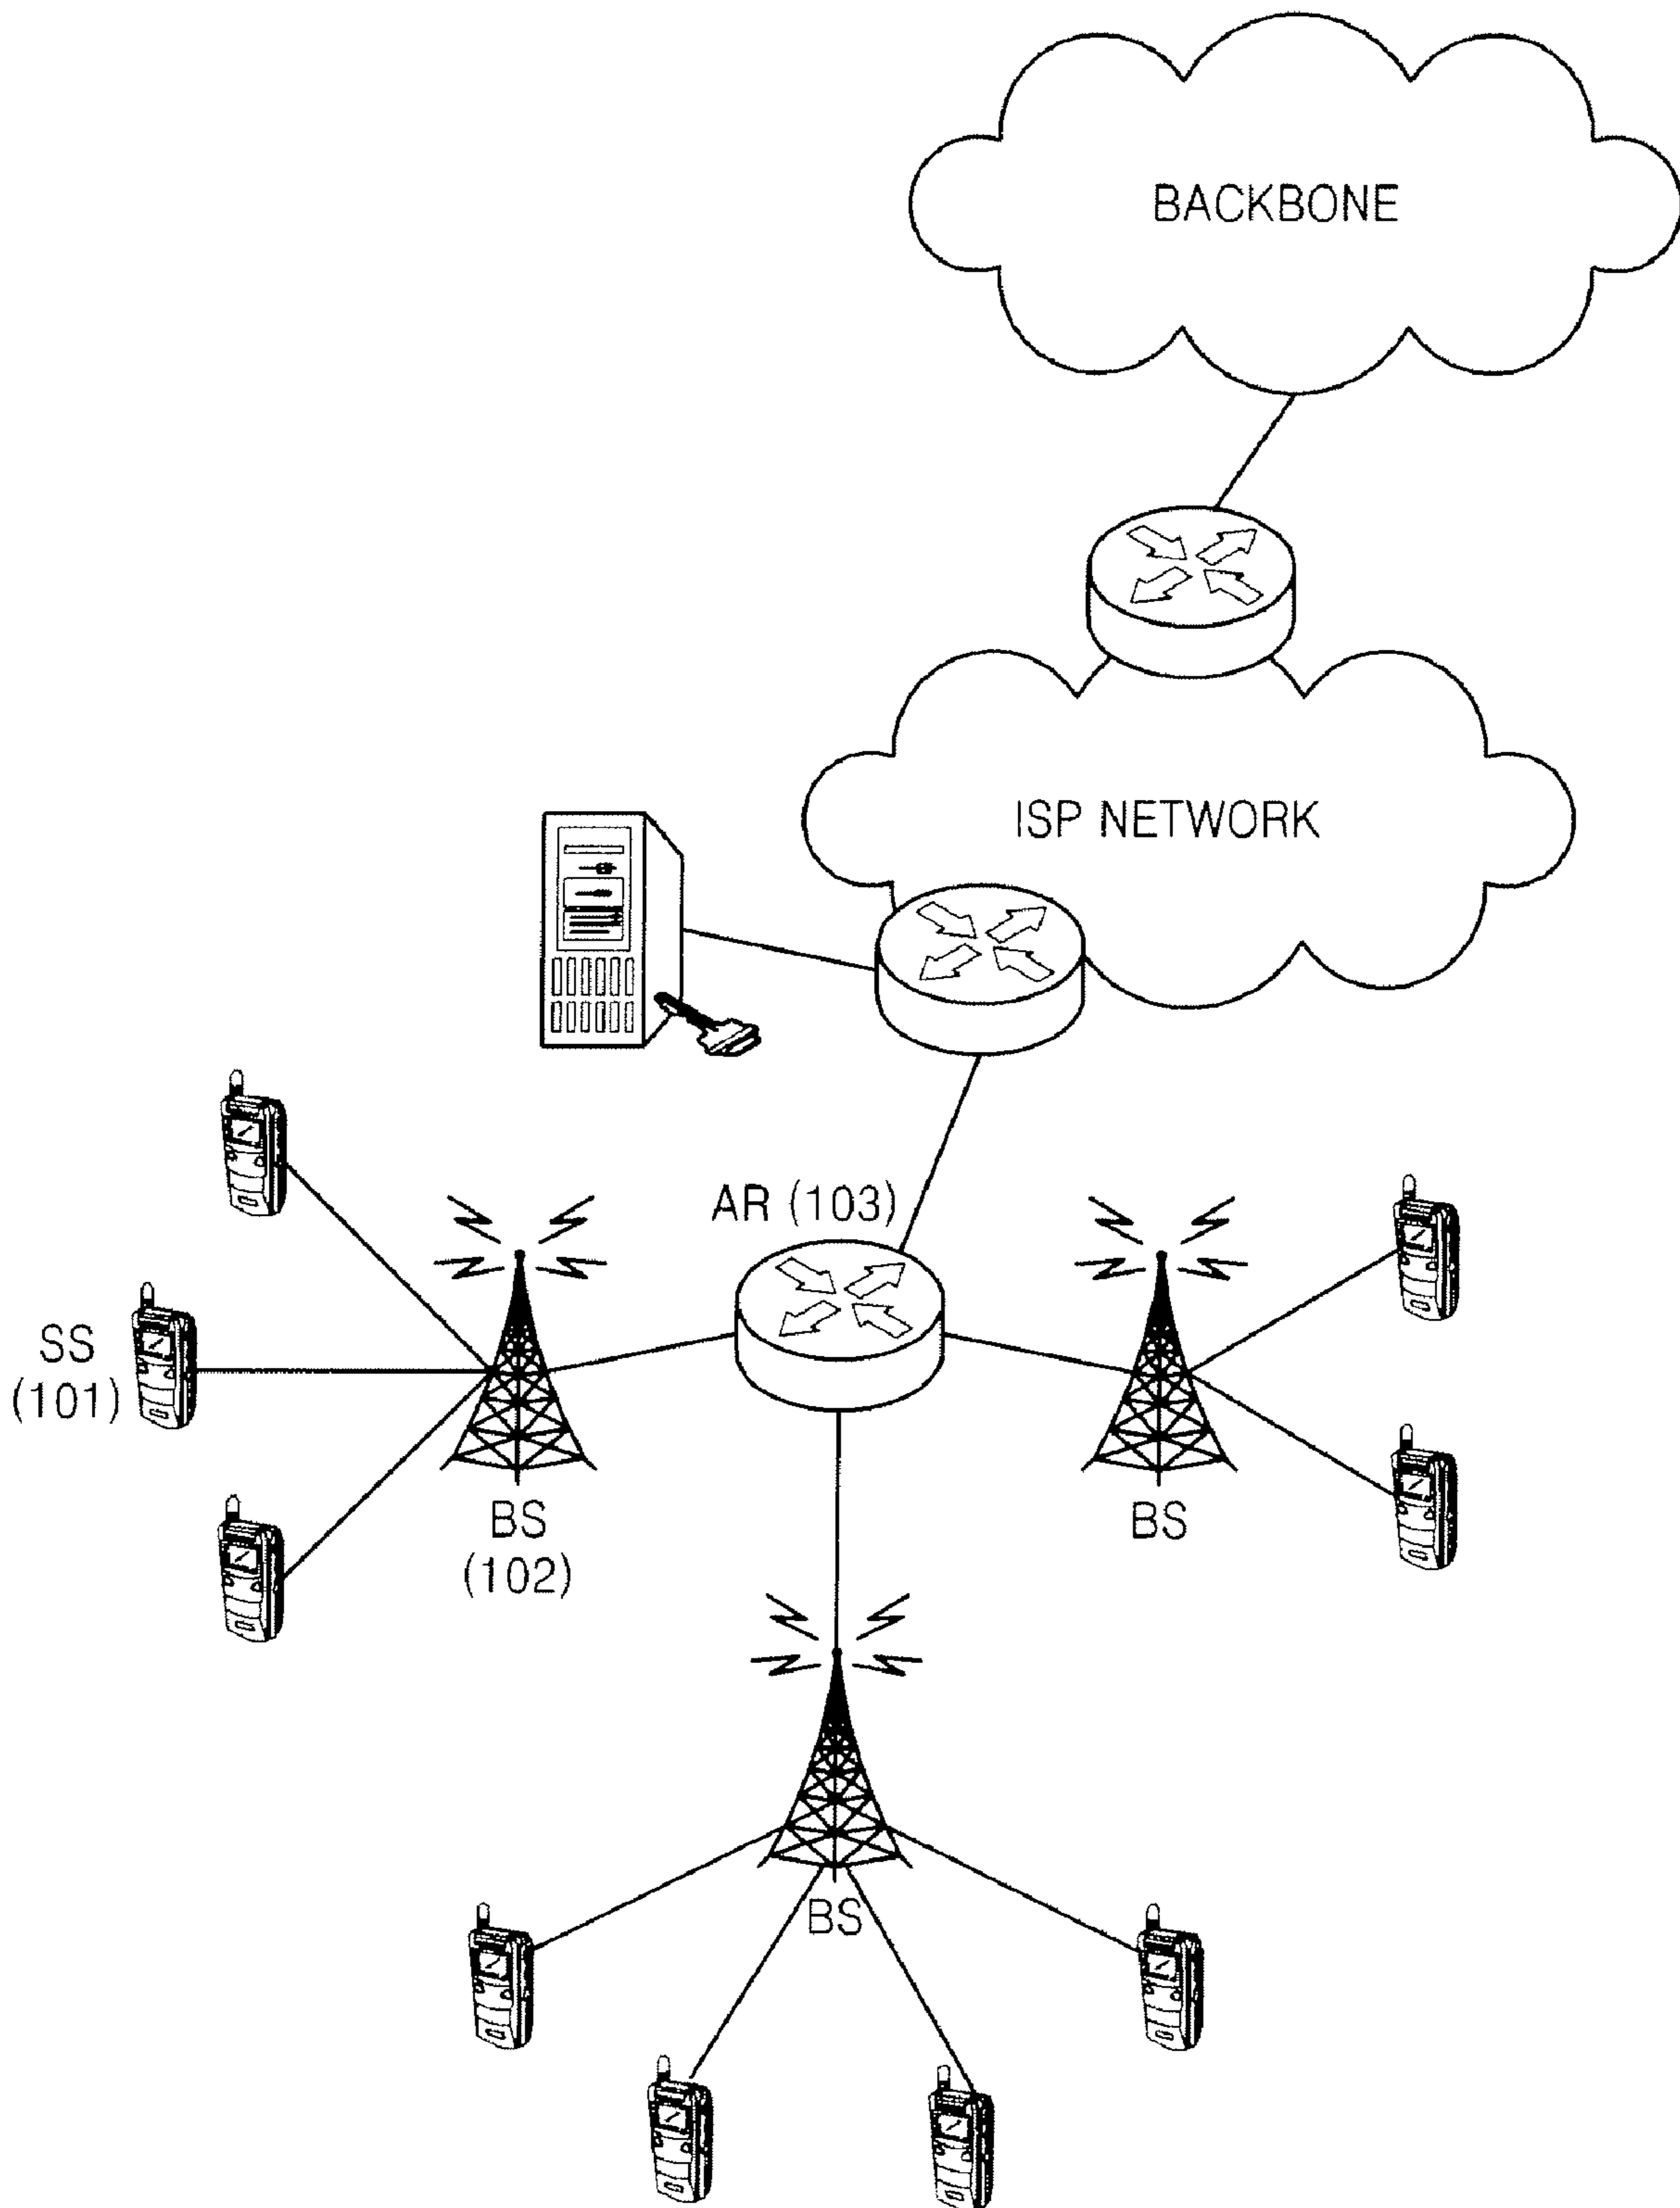 BACKBONE
ISP NETWORK
AR (103)
SS
(101)
BS
(102)
BS
BS